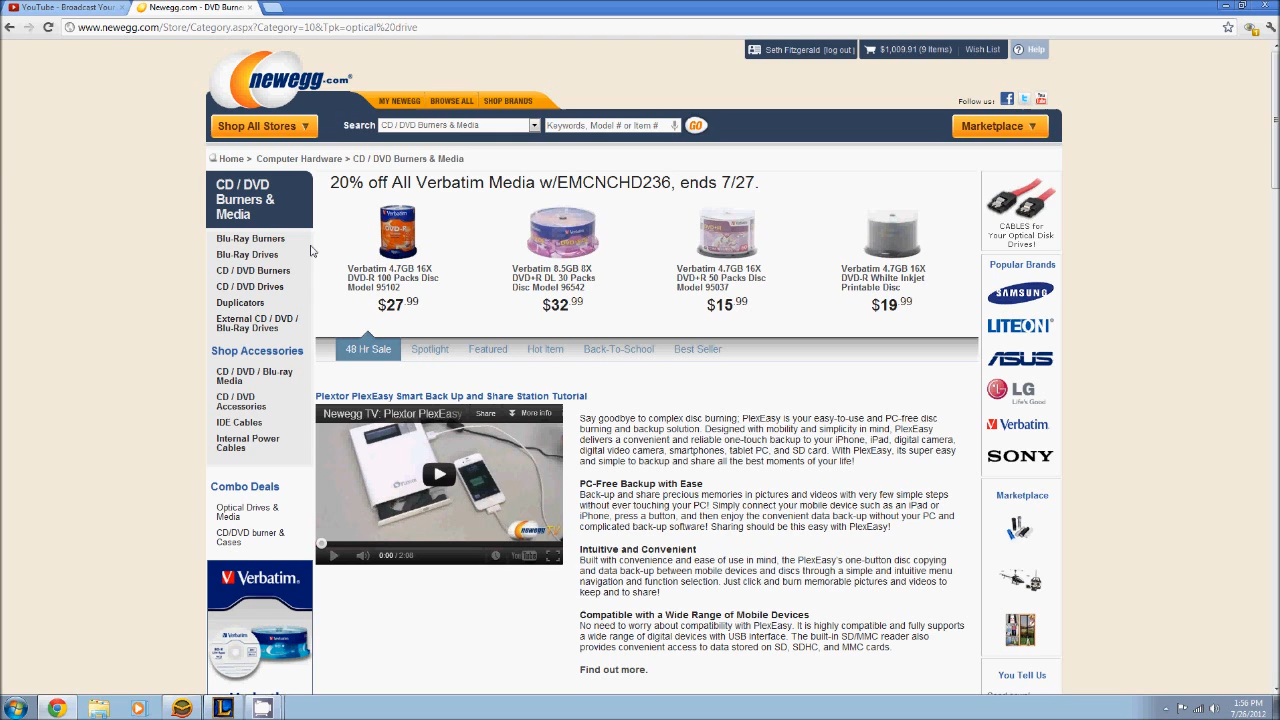 YouTube - Broadcast Your
Newegg.com - DVD Burne
www.newegg.com/Store/Category.aspx?Category=10&Tpk=optical%20drive
newegg.com®
Seth Fitzgerald (log out)
$1,009.91 (9 Items)
Wish List
Help
MY NEWEGG
BROWSE ALL
SHOP BRANDS
Follow us:
Shop All Stores ▼
Search
CD / DVD Burners & Media
Keywords, Model # or Item #
GO
Marketplace ▼
Home > Computer Hardware > CD / DVD Burners & Media
CD / DVD
Burners &
Media
Blu-Ray Burners
Blu-Ray Drives
CD / DVD Burners
CD / DVD Drives
Duplicators
External CD / DVD /
Blu-Ray Drives
Shop Accessories
CD / DVD / Blu-ray
Media
CD / DVD
Accessories
IDE Cables
Internal Power
Cables
Combo Deals
Optical Drives &
Media
CD/DVD burner &
Cases
Verbatim.
20% off All Verbatim Media w/EMCNCHD236, ends 7/27.
Verbatim 4.7GB 16X
DVD-R 100 Packs Disc
Model 95102
$27.99
Verbatim 8.5GB 8X
DVD+R DL 30 Packs
Disc Model 96542
$32.99
Verbatim 4.7GB 16X
DVD+R 50 Packs Disc
Model 95037
$15.99
Verbatim 4.7GB 16X
DVD-R Whilte Inkjet
Printable Disc
$19.99
48 Hr Sale
Spotlight
Featured
Hot Item
Back-To-School
Best Seller
Plextor PlexEasy Smart Back Up and Share Station Tutorial
Newegg TV: Plextor PlexEasy
Share
More info
newegg TV
0:00 / 2:08
You Tube
Say goodbye to complex disc burning; PlexEasy is your easy-to-use and PC-free disc
burning and backup solution. Designed with mobility and simplicity in mind, PlexEasy
delivers a convenient and reliable one-touch backup to your iPhone, iPad, digital camera,
digital video camera, smartphones, tablet PC, and SD card. With PlexEasy, its super easy
and simple to backup and share all the best moments of your life!
PC-Free Backup with Ease
Back-up and share precious memories in pictures and videos with very few simple steps
without ever touching your PC! Simply connect your mobile device such as an iPad or
iPhone, press a button, and then enjoy the convenient data back-up without your PC and
complicated back-up software! Sharing should be this easy with PlexEasy!
Intuitive and Convenient
Built with convenience and ease of use in mind, the PlexEasy's one-button disc copying
and data back-up between mobile devices and discs through a simple and intuitive menu
navigation and function selection. Just click and burn memorable pictures and videos to
keep and to share!
Compatible with a Wide Range of Mobile Devices
No need to worry about compatibility with PlexEasy. It is highly compatible and fully supports
a wide range of digital devices with USB interface. The built-in SD/MMC reader also
provides convenient access to data stored on SD, SDHC, and MMC cards.
Find out more.
CABLES for
Your Optical Disk
Drives!
Popular Brands
SAMSUNG
LITEON
ASUS
LG
Life's Good
Verbatim.
SONY
Marketplace
You Tell Us
1:56 PM
7/26/2012